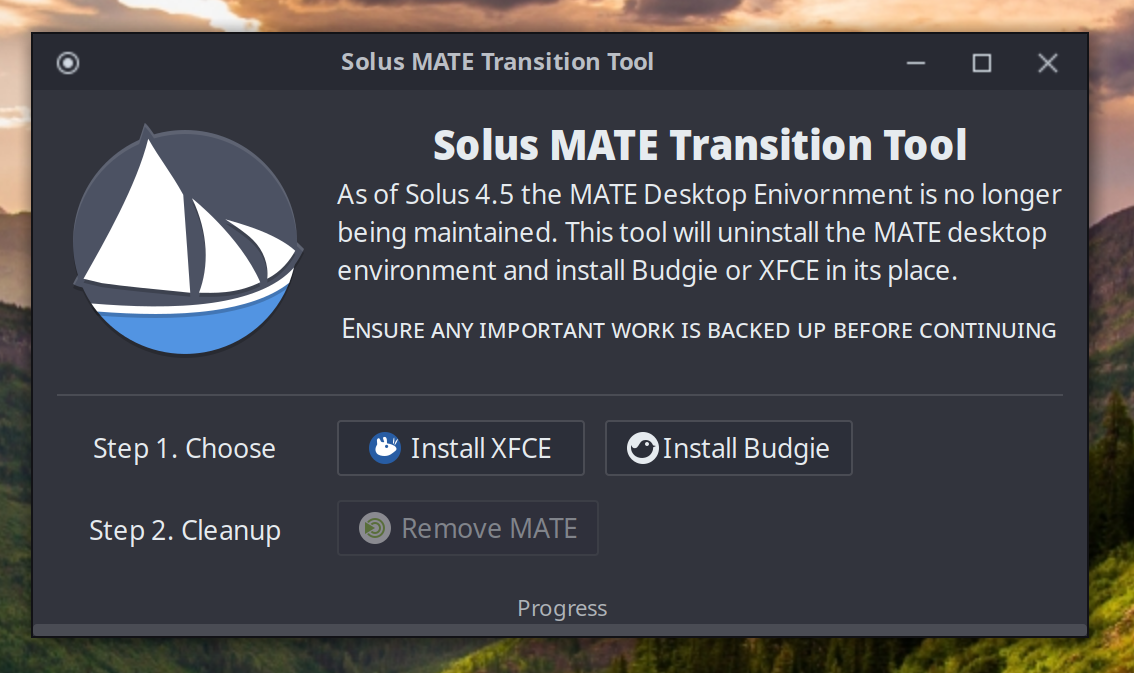 Solus MATE Transition Tool
Solus MATE Transition Tool
As of Solus 4.5 the MATE Desktop Enivornment is no longer
being maintained. This tool will uninstall the MATE desktop
environment and install Budgie or XFCE in its place.
Ensure any important work is backed up before continuing
Step 1. Choose
Install XFCE
Install Budgie
Step 2. Cleanup
Remove MATE
Progress